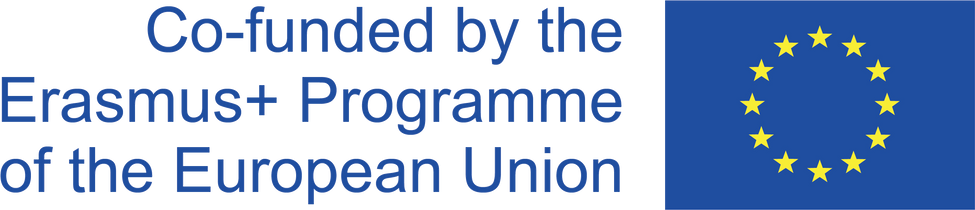 Co-funded by the
Erasmus+ Programme
of the European Union